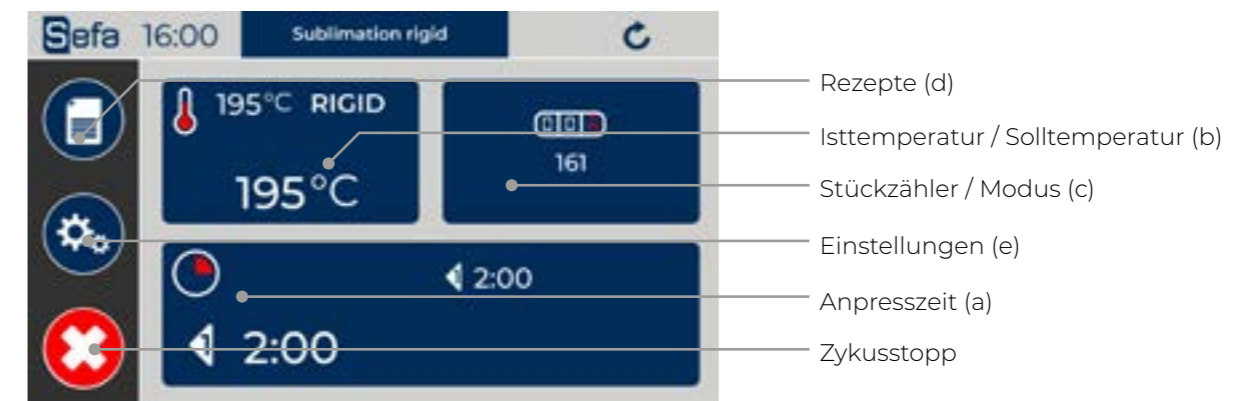 Sefa 16:00 Sublimation rigid
195°C RIGID
195°C
161
2:00
1 2:00
Rezepte (d)
Isttemperatur / Solltemperatur (b)
Stückzähler / Modus (c)
Einstellungen (e)
Anpresszeit (a)
Zykusstopp